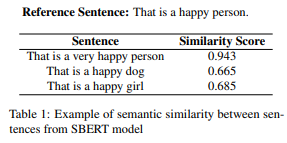 Reference Sentence: That is a happy person.
Sentence Similarity Score
That is a very happy person 0.943
That is a happy dog 0.665
That is a happy girl 0.685
Table 1: Example of semantic similarity between sen-
tences from SBERT model